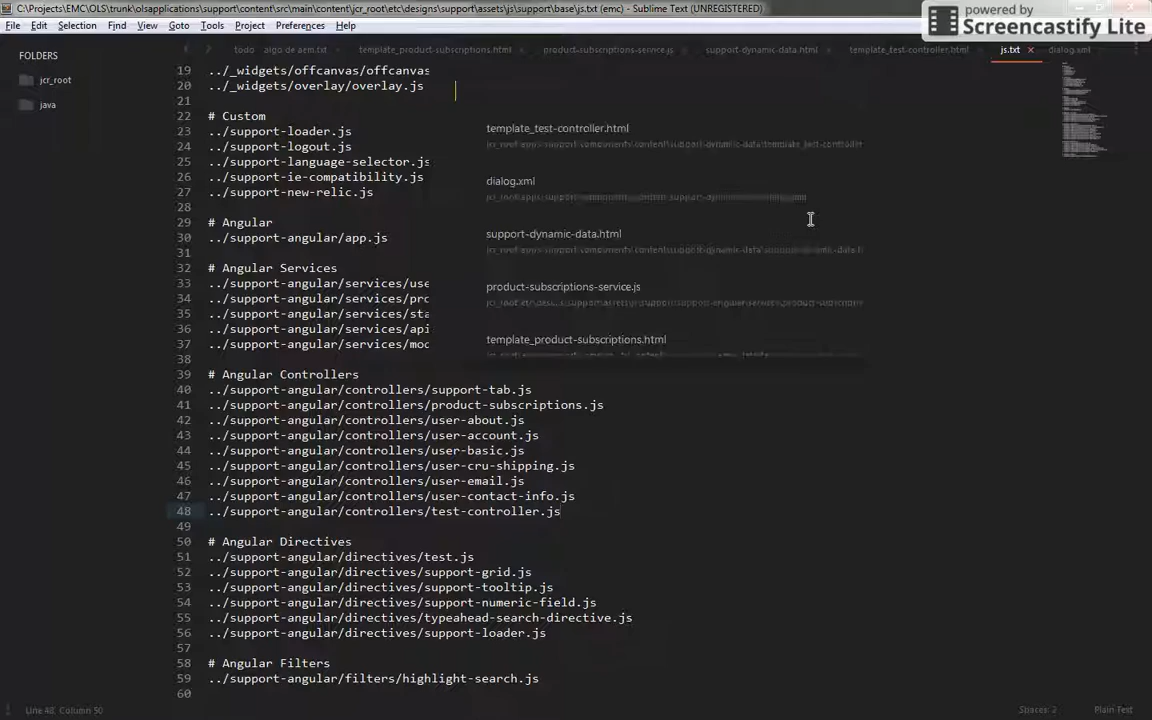 C:\Projects\EMC\OLS\trunk\olsapplications\support\content\src\main\content\jcr_root\etc\designs\support\assets\js\support\base\js.txt (emc) - Sublime Text (UNREGISTERED)
powered by
Screencastify Lite
File Edit Selection Find View Goto Tools Project Preferences Help
FOLDERS
jcr_root
java
todo algo de aem.txt template_product-subscriptions.html product-subscriptions-service.js support-dynamic-data.html template_test-controller.html js.txt × dialog.xml
19 ../_widgets/offcanvas/offcanvas
20 ../_widgets/overlay/overlay.js
21
22 # Custom
23 ../support-loader.js
24 ../support-logout.js
25 ../support-language-selector.js
26 ../support-ie-compatibility.js
27 ../support-new-relic.js
28
29 # Angular
30 ../support-angular/app.js
31
32 # Angular Services
33 ../support-angular/services/use
34 ../support-angular/services/pro
35 ../support-angular/services/sta
36 ../support-angular/services/api
37 ../support-angular/services/moc
38
39 # Angular Controllers
40 ../support-angular/controllers/support-tab.js
41 ../support-angular/controllers/product-subscriptions.js
42 ../support-angular/controllers/user-about.js
43 ../support-angular/controllers/user-account.js
44 ../support-angular/controllers/user-basic.js
45 ../support-angular/controllers/user-cru-shipping.js
46 ../support-angular/controllers/user-email.js
47 ../support-angular/controllers/user-contact-info.js
48 ../support-angular/controllers/test-controller.js
49
50 # Angular Directives
51 ../support-angular/directives/test.js
52 ../support-angular/directives/support-grid.js
53 ../support-angular/directives/support-tooltip.js
54 ../support-angular/directives/support-numeric-field.js
55 ../support-angular/directives/typeahead-search-directive.js
56 ../support-angular/directives/support-loader.js
57
58 # Angular Filters
59 ../support-angular/filters/highlight-search.js
60
template_test-controller.html
dialog.xml
support-dynamic-data.html
product-subscriptions-service.js
template_product-subscriptions.html
Line 48, Column 50
Spaces: 2
Plain Text